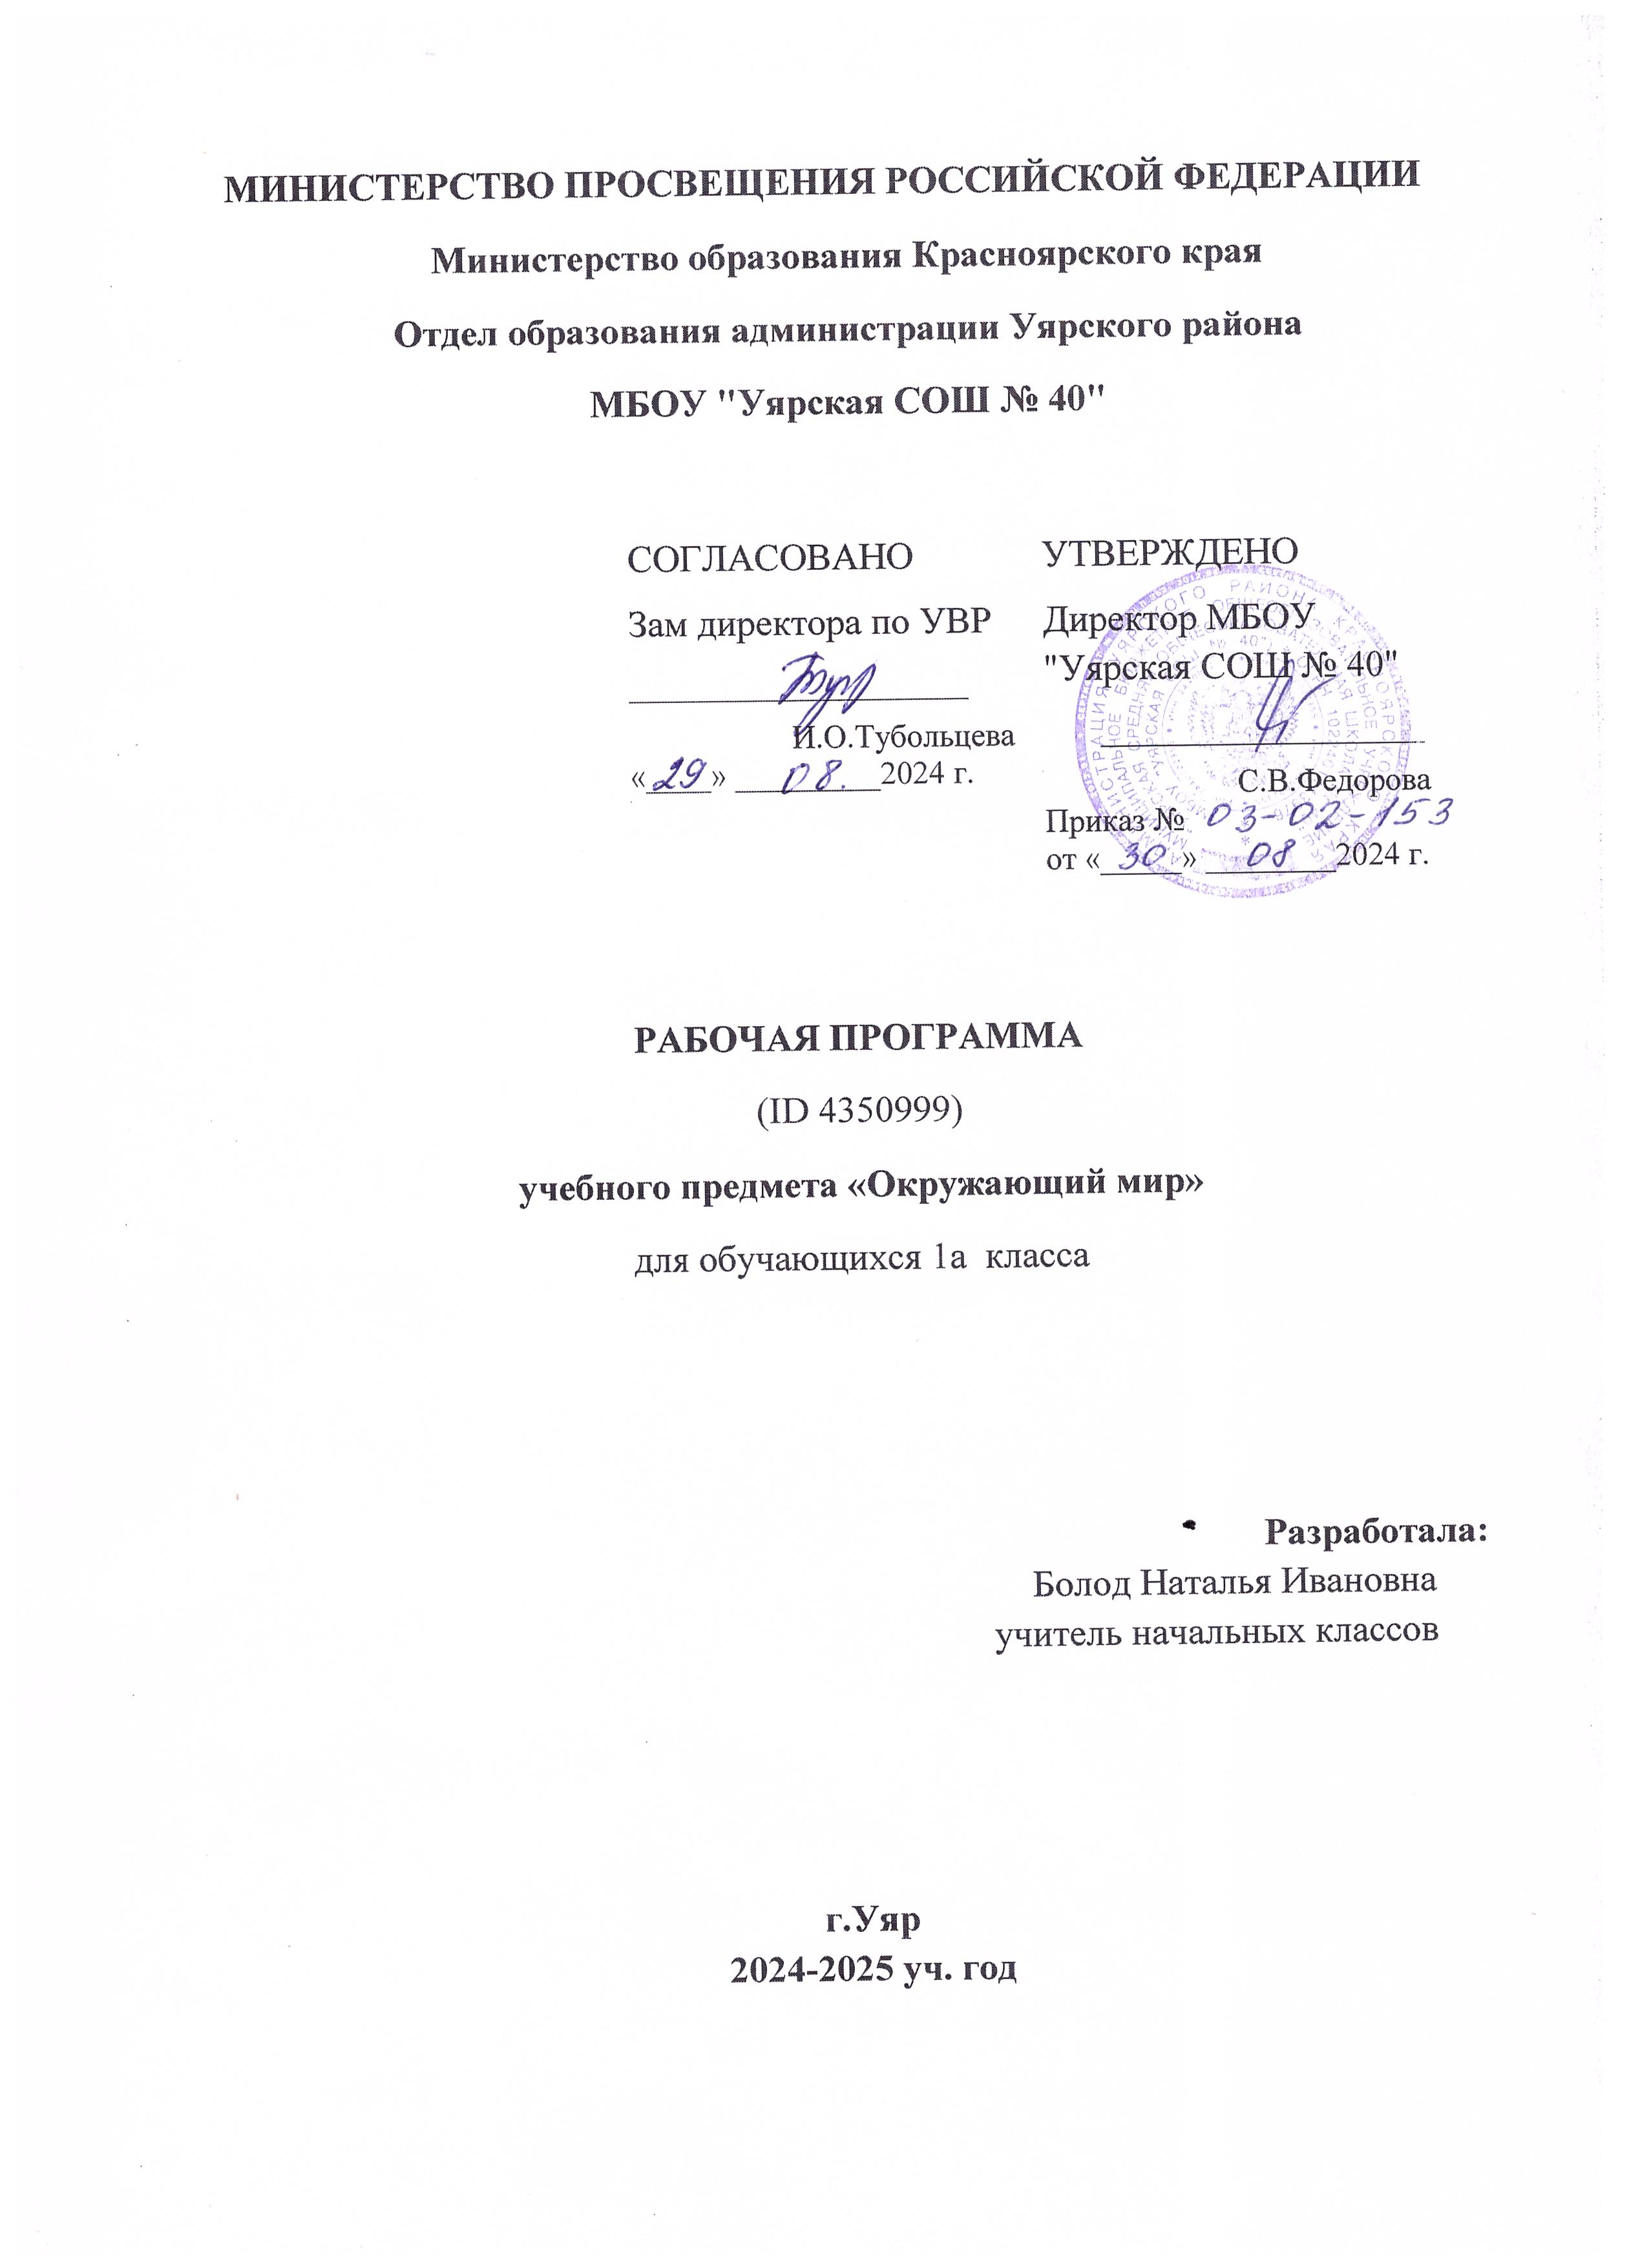 МИНИСТЕРСТВО ПРОСВЕЩЕНИЯ РОССИЙСКОЙ ФЕДЕРАЦИИ
Министерство образования Красноярского края
Отдел образования администрации Уярского района
МБОУ "Уярская СОШ № 40"
СОГЛАСОВАНО
Зам директора по УВР
И.О.Тубольцева
«29» 08. 2024 г.
УТВЕРЖДЕНО
Директор МБОУ
"Уярская СОШ № 40"
С.В.Федорова
Приказ № 03-02-153
от «30» 08 2024 г.
РАБОЧАЯ ПРОГРАММА
(ID 4350999)
учебного предмета «Окружающий мир»
для обучающихся 1а класса
Разработала:
Болод Наталья Ивановна
учитель начальных классов
г.Уяр
2024-2025 уч. год